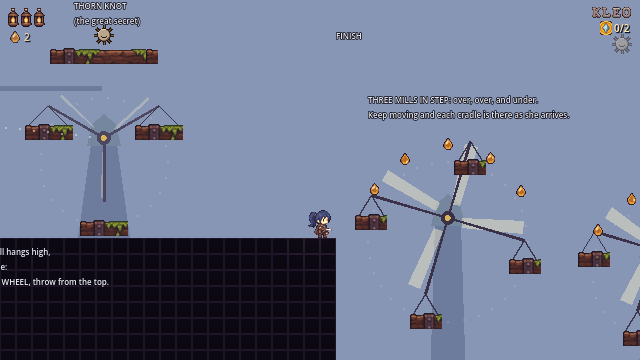 THORN KNOT
(the great secret)
2
FINISH
KLEO
0/2
THREE MILLS IN STEP: over, over, and under.
Keep moving and each cradle is there as she arrives.
ll hangs high,
e:
WHEEL, throw from the top.